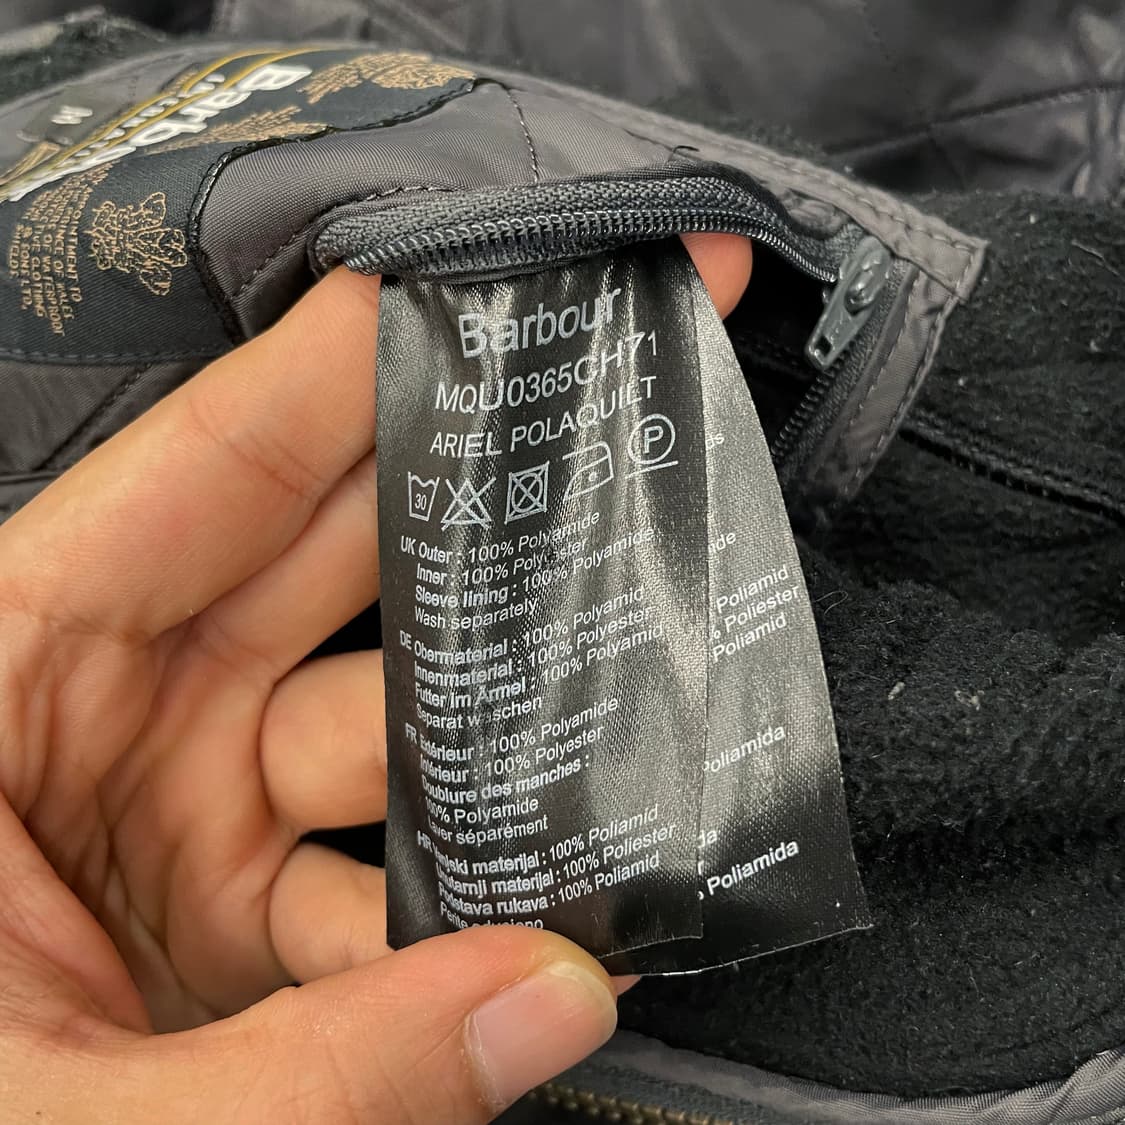 Barbour
M
Barbour
MQU0365CH71
ARIEL POLAQUILT
30
P
UK Outer : 100% Polyamide
Inner : 100% Polyester
Sleeve lining : 100% Polyamide
Wash separately
DE Obermaterial : 100% Polyamid
Innenmaterial : 100% Polyester
Futter im Ärmel : 100% Polyamid
Separat waschen
FR Extérieur : 100% Polyamide
Intérieur : 100% Polyester
Doublure des manches :
100% Polyamide
Laver séparément
HR materijal : 100% Poliamid
materijal : 100% Poliester
Podstava rukava : 100% Poliamid
Poliamid
% Poliester
Poliamid
Poliamida
Poliamida